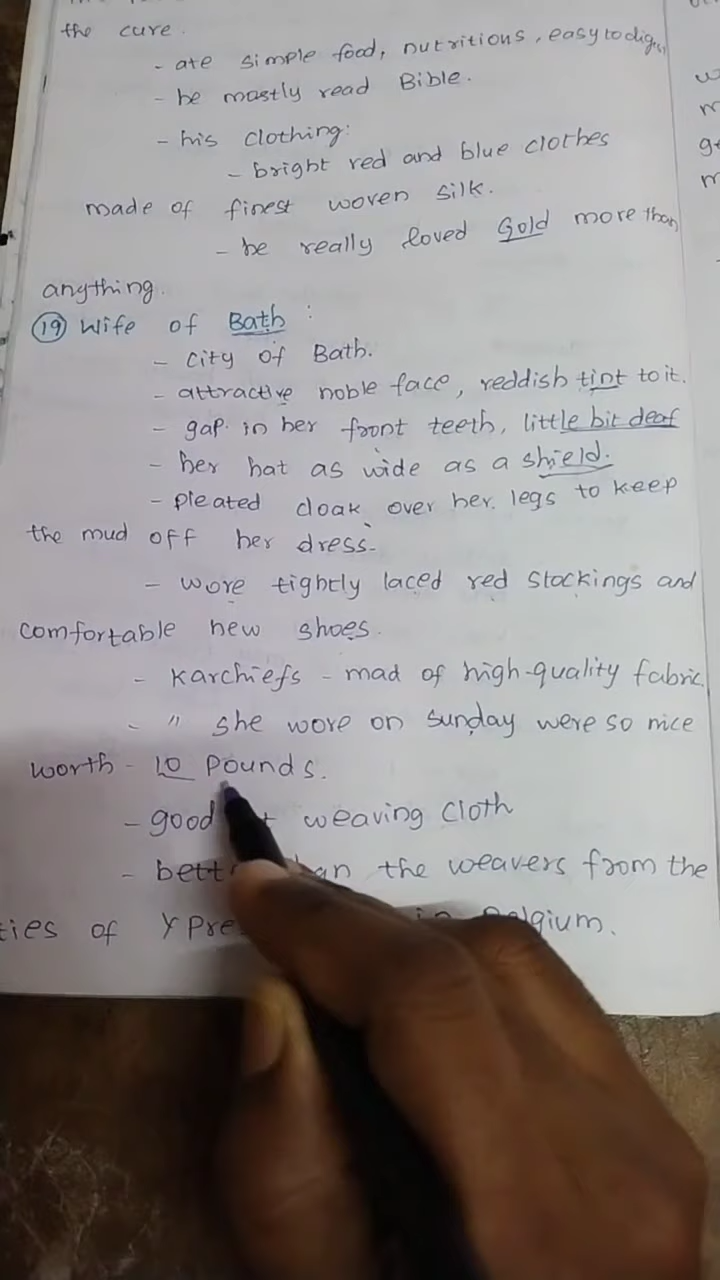 the cure.
- ate simple food, nutritious, easy to diges
- he mostly read Bible.
- his clothing:
- bright red and blue clothes
made of finest woven silk.
- he really loved Gold more than
anything.
19 Wife of Bath :
- city of Bath.
- attractive noble face, reddish tint to it.
- gap in her front teeth, little bit deaf
- her hat as wide as a shield.
- pleated cloak over her legs to keep
the mud off her dress.
- wore tightly laced red stockings and
comfortable new shoes.
- Karchiefs - mad of high-quality fabric.
- " she wore on Sunday were so nice
worth - 10 Pounds.
- good weaving cloth
- the weavers from the
ties of in Belgium.